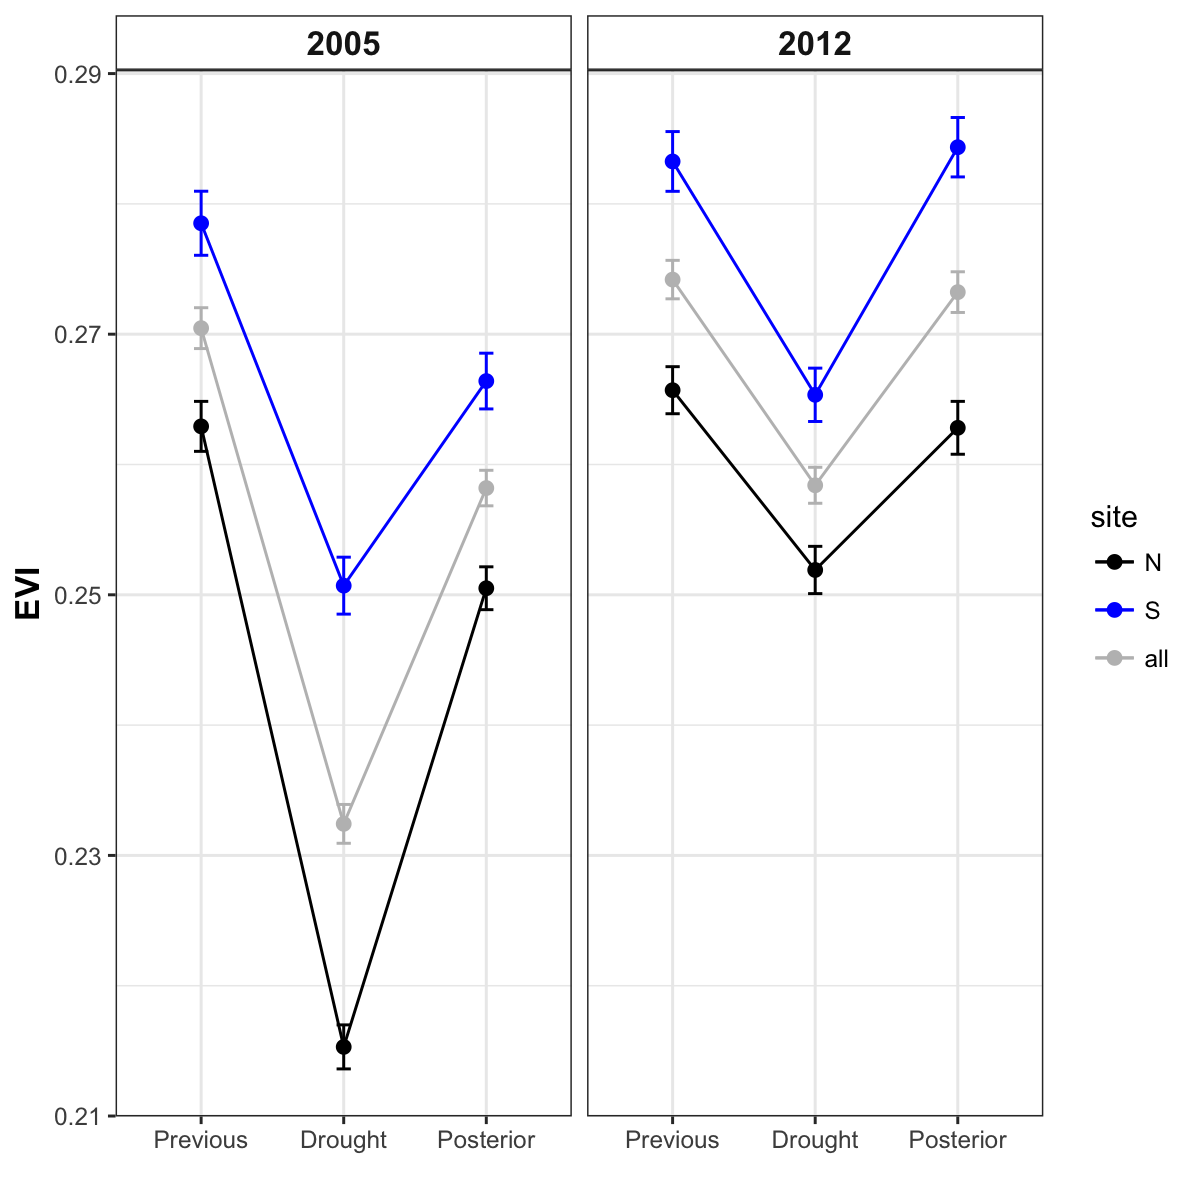 2005
2012
0.29
0.27
0.25
0.23
0.21
EVI
Previous
Drought
Posterior
Previous
Drought
Posterior
site
N
S
all